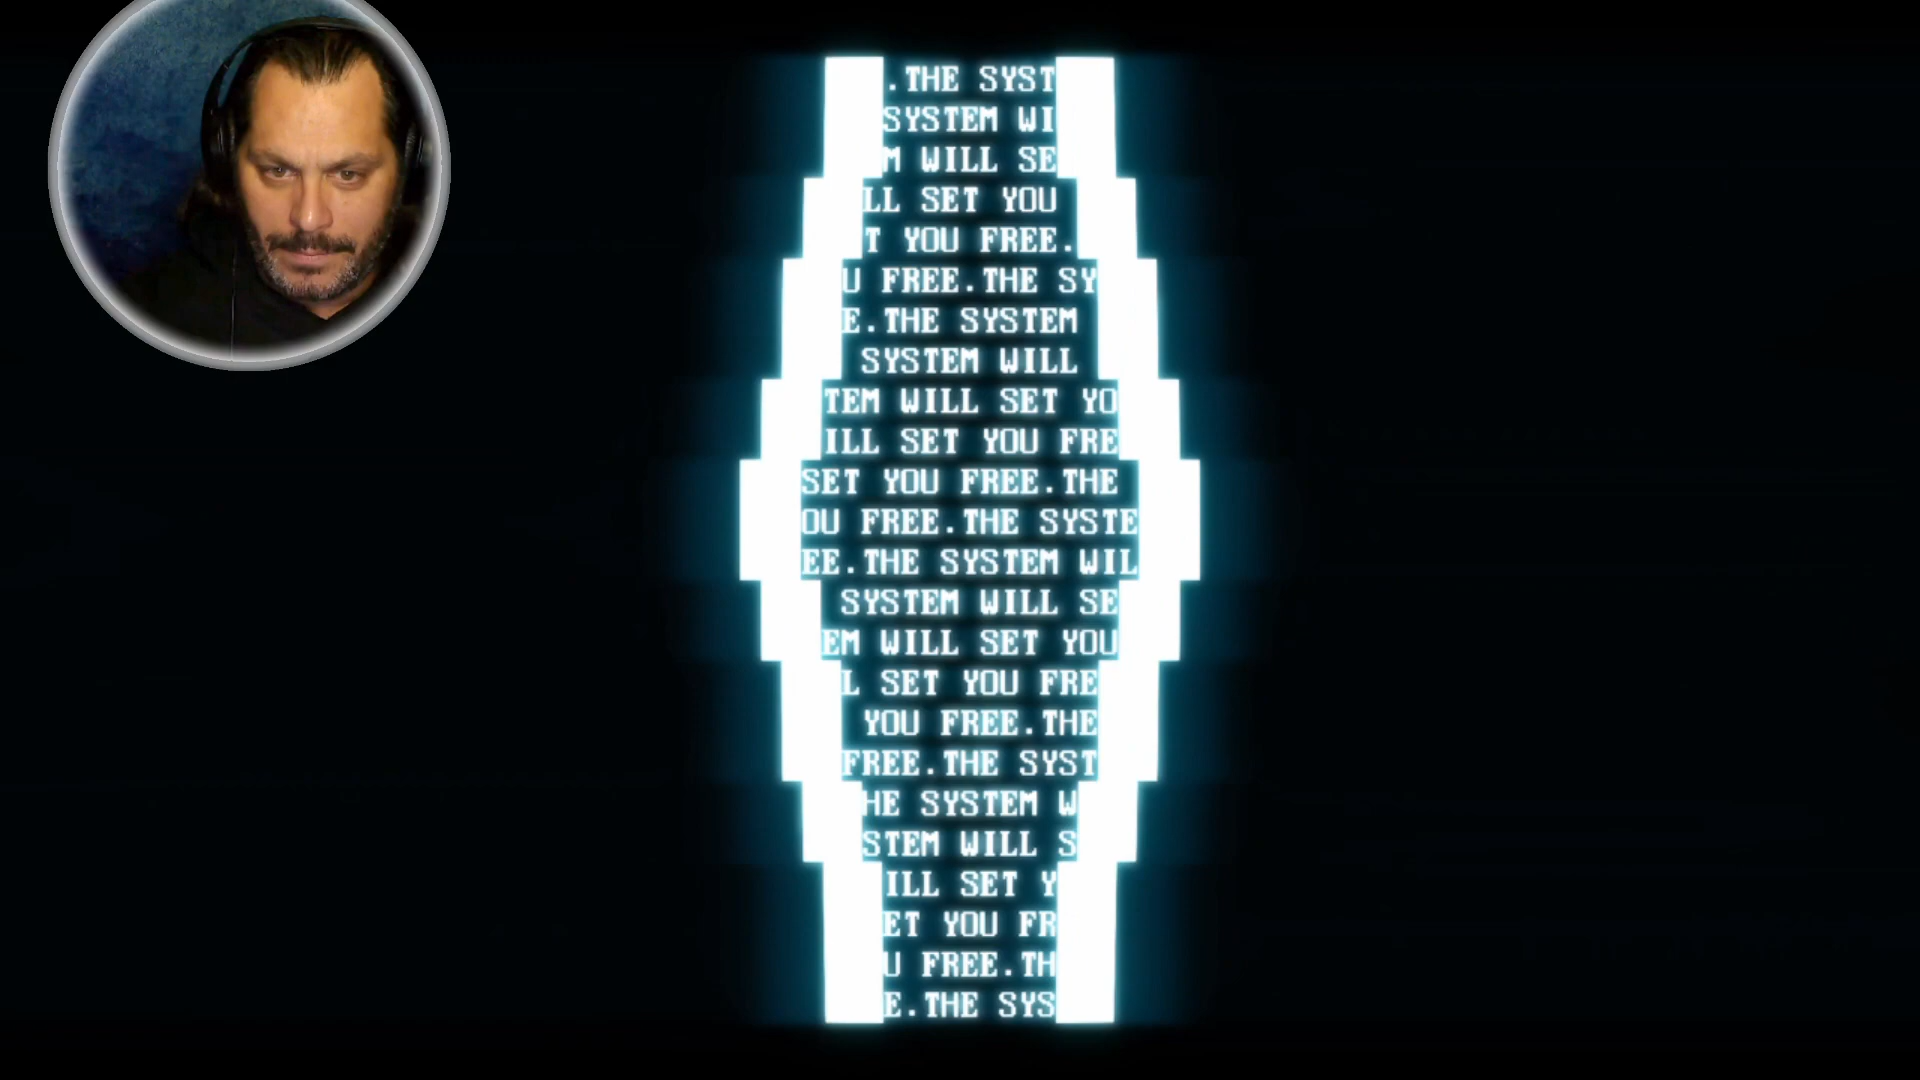 .THE SYST
SYSTEM WI
M WILL SE
LL SET YOU
T YOU FREE.
U FREE.THE SY
E.THE SYSTEM
SYSTEM WILL
TEM WILL SET YO
ILL SET YOU FRE
SET YOU FREE.THE
OU FREE.THE SYSTE
EE.THE SYSTEM WIL
SYSTEM WILL SE
EM WILL SET YOU
L SET YOU FRE
YOU FREE.THE
FREE.THE SYST
HE SYSTEM W
STEM WILL S
ILL SET Y
ET YOU FR
U FREE.TH
E.THE SYS